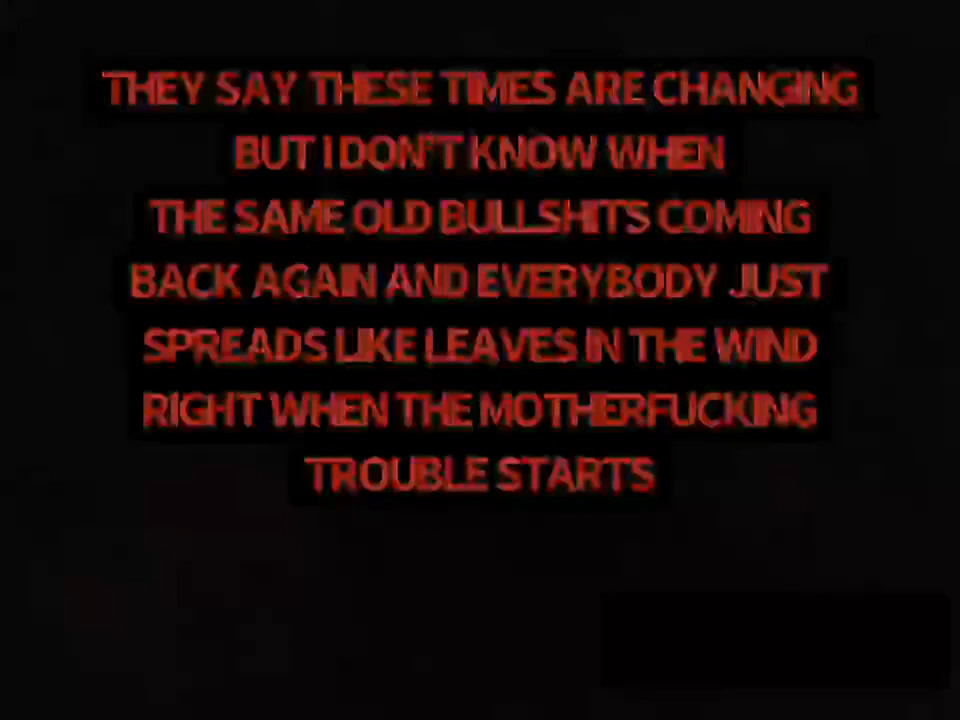 THEY SAY THESE TIMES ARE CHANGING
BUT I DON'T KNOW WHEN
THE SAME OLD BULLSHIT'S COMING
BACK AGAIN AND EVERYBODY JUST
SPREADS LIKE LEAVES IN THE WIND
RIGHT WHEN THE MOTHERFUCKING
TROUBLE STARTS